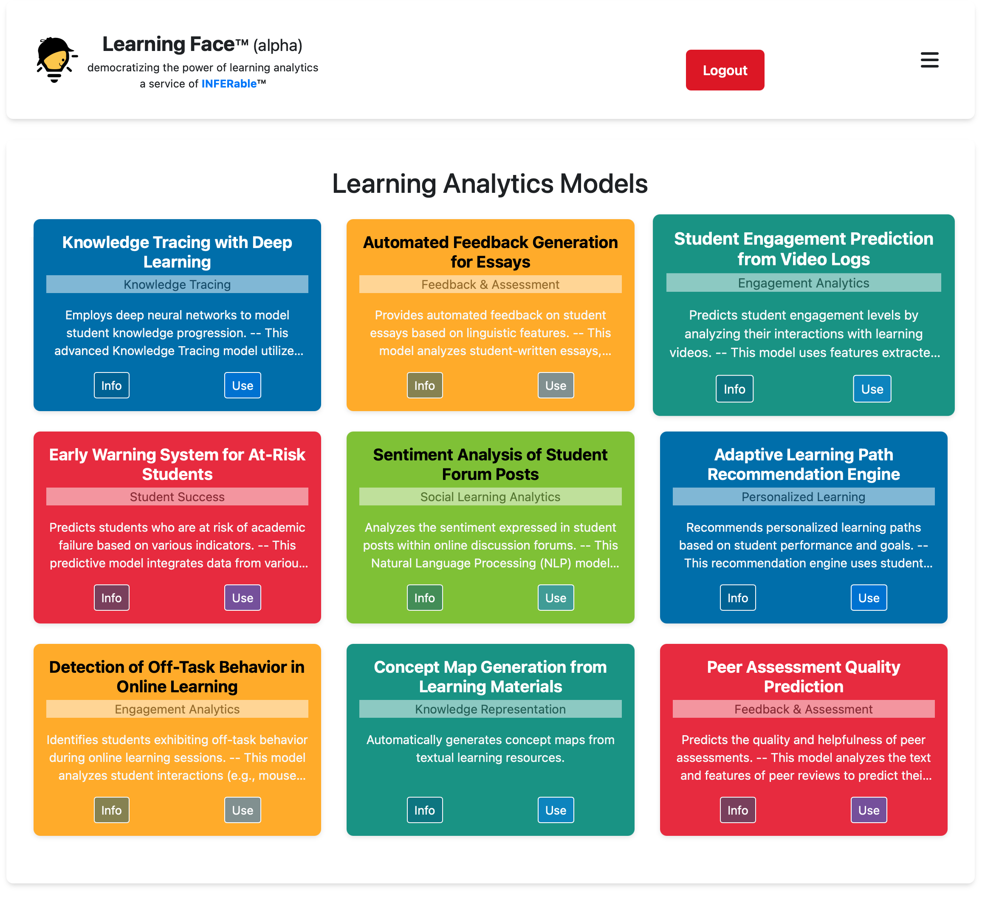 Learning Face™ (alpha)
democratizing the power of learning analytics
a service of INFERable™
Logout
Learning Analytics Models
Knowledge Tracing with Deep
Learning
Knowledge Tracing
Employs deep neural networks to model
student knowledge progression. -- This
advanced Knowledge Tracing model utilize...
Info
Use
Automated Feedback Generation
for Essays
Feedback & Assessment
Provides automated feedback on student
essays based on linguistic features. -- This
model analyzes student-written essays,...
Info
Use
Student Engagement Prediction
from Video Logs
Engagement Analytics
Predicts student engagement levels by
analyzing their interactions with learning
videos. -- This model uses features extracte...
Info
Use
Early Warning System for At-Risk
Students
Student Success
Predicts students who are at risk of academic
failure based on various indicators. -- This
predictive model integrates data from variou...
Info
Use
Sentiment Analysis of Student
Forum Posts
Social Learning Analytics
Analyzes the sentiment expressed in student
posts within online discussion forums. -- This
Natural Language Processing (NLP) model...
Info
Use
Adaptive Learning Path
Recommendation Engine
Personalized Learning
Recommends personalized learning paths
based on student performance and goals. --
This recommendation engine uses student...
Info
Use
Detection of Off-Task Behavior in
Online Learning
Engagement Analytics
Identifies students exhibiting off-task behavior
during online learning sessions. -- This model
analyzes student interactions (e.g., mouse...
Info
Use
Concept Map Generation from
Learning Materials
Knowledge Representation
Automatically generates concept maps from
textual learning resources.
Info
Use
Peer Assessment Quality
Prediction
Feedback & Assessment
Predicts the quality and helpfulness of peer
assessments. -- This model analyzes the text
and features of peer reviews to predict thei...
Info
Use